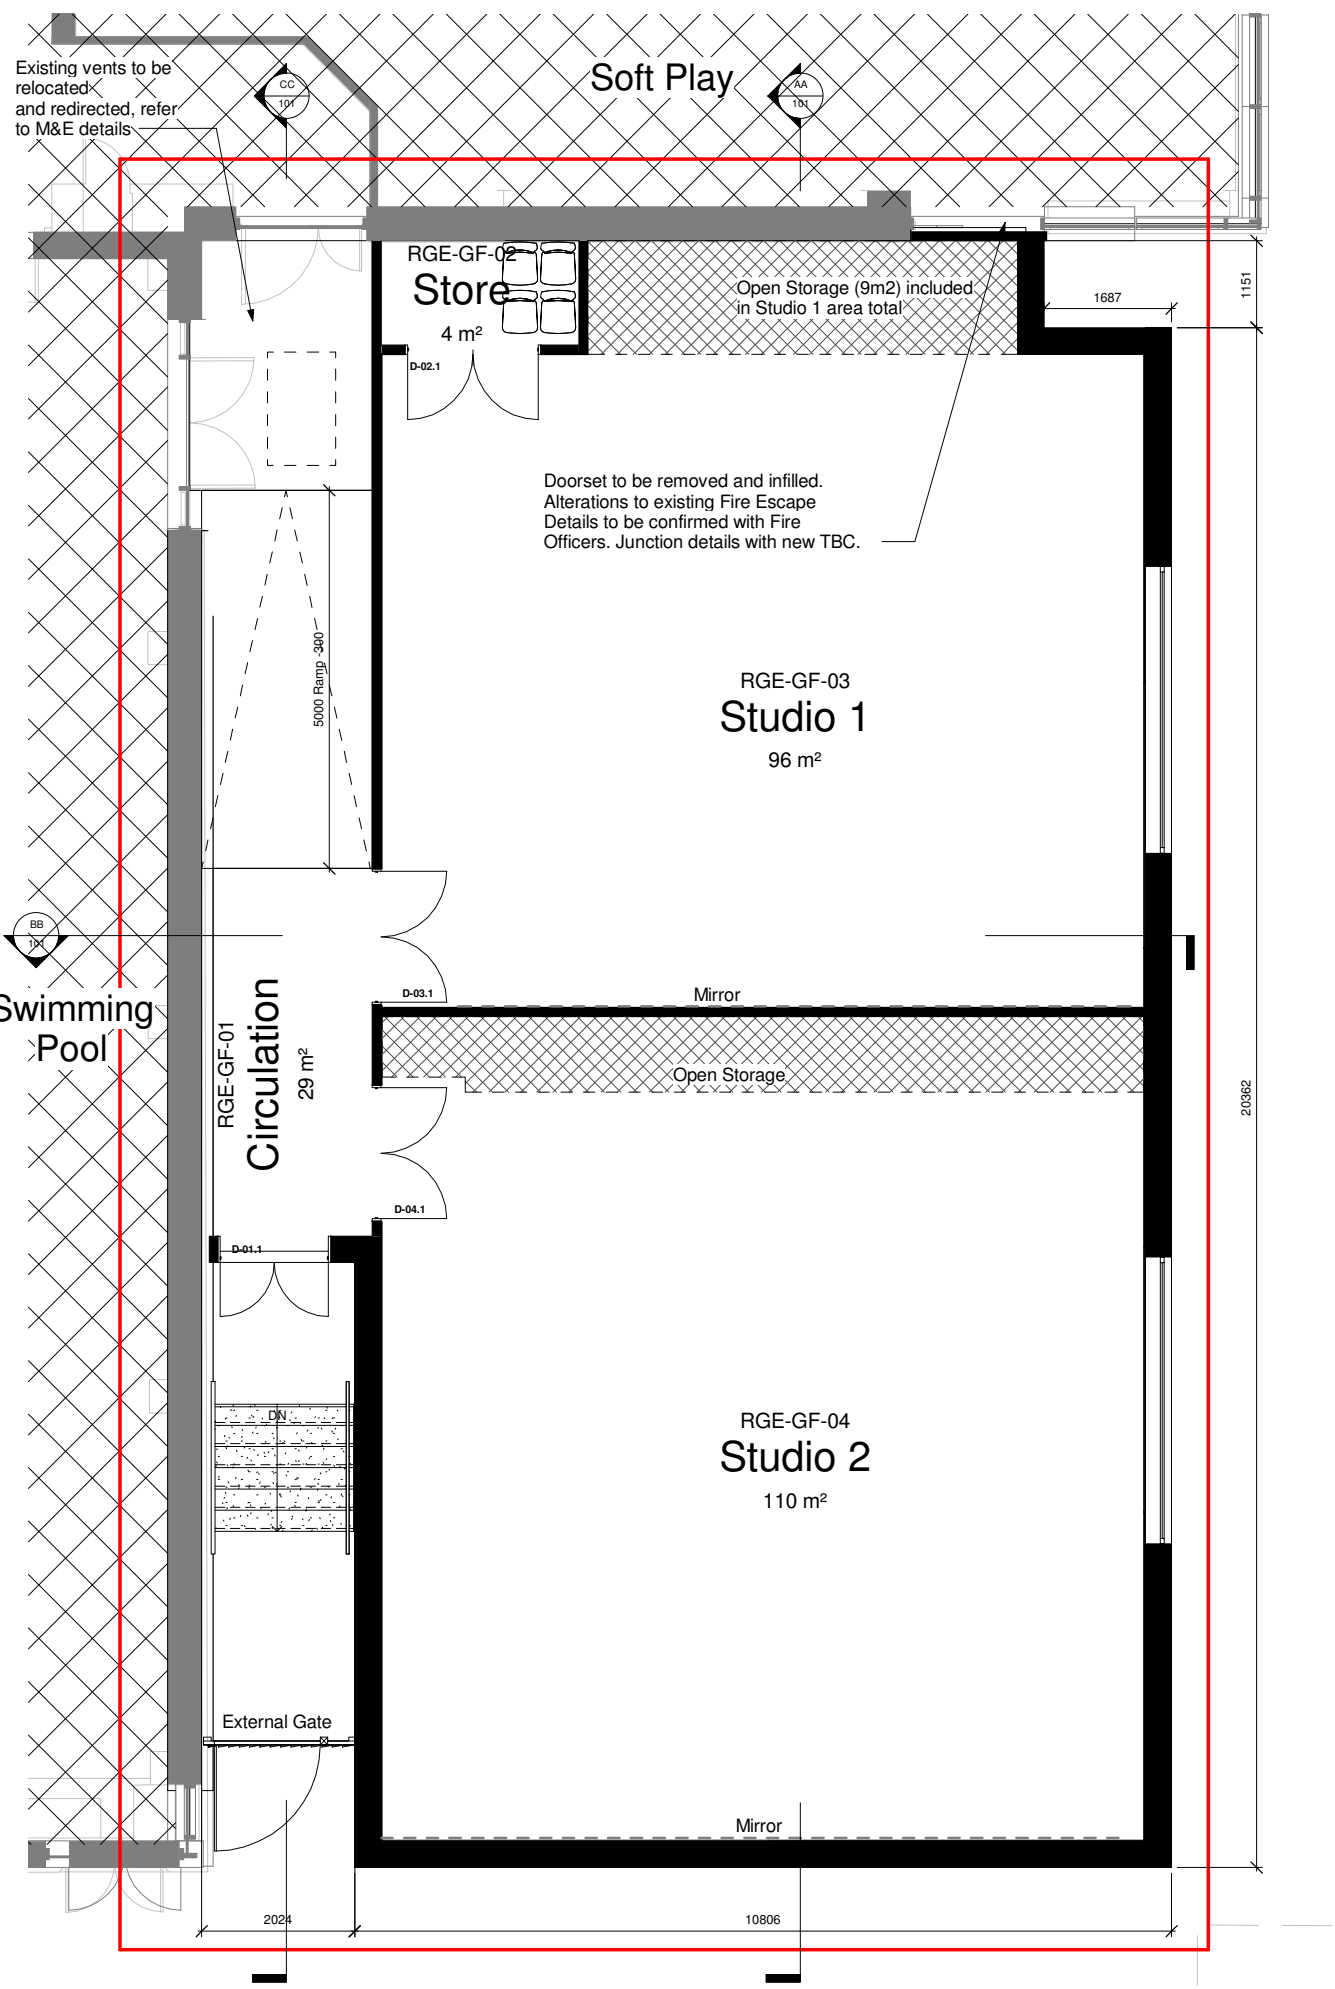 Existing vents to be
relocated
and redirected, refer
to M&E details
CC
101
Soft Play
AA
101
RGE-GF-02
Store
4 m²
D-02.1
Open Storage (9m2) included
in Studio 1 area total
1687
1151
Doorset to be removed and infilled.
Alterations to existing Fire Escape
Details to be confirmed with Fire
Officers. Junction details with new TBC.
5000 Ramp -300
RGE-GF-03
Studio 1
96 m²
BB
101
Swimming
Pool
RGE-GF-01
Circulation
29 m²
D-03.1
Mirror
Open Storage
20362
D-04.1
D-01.1
DN
RGE-GF-04
Studio 2
110 m²
External Gate
Mirror
2024
10806